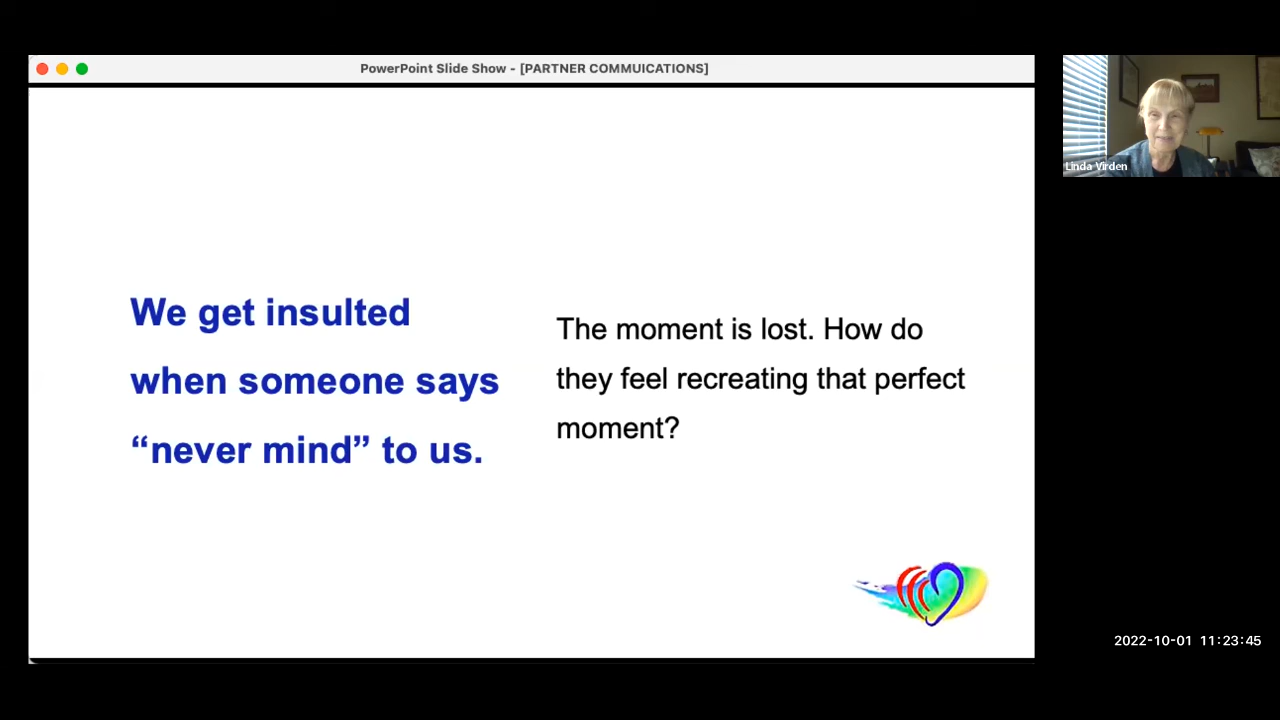 PowerPoint Slide Show - [PARTNER COMMUICATIONS]
We get insulted
when someone says
“never mind” to us.
The moment is lost. How do
they feel recreating that perfect
moment?
Linda Virden
2022-10-01 11:23:45